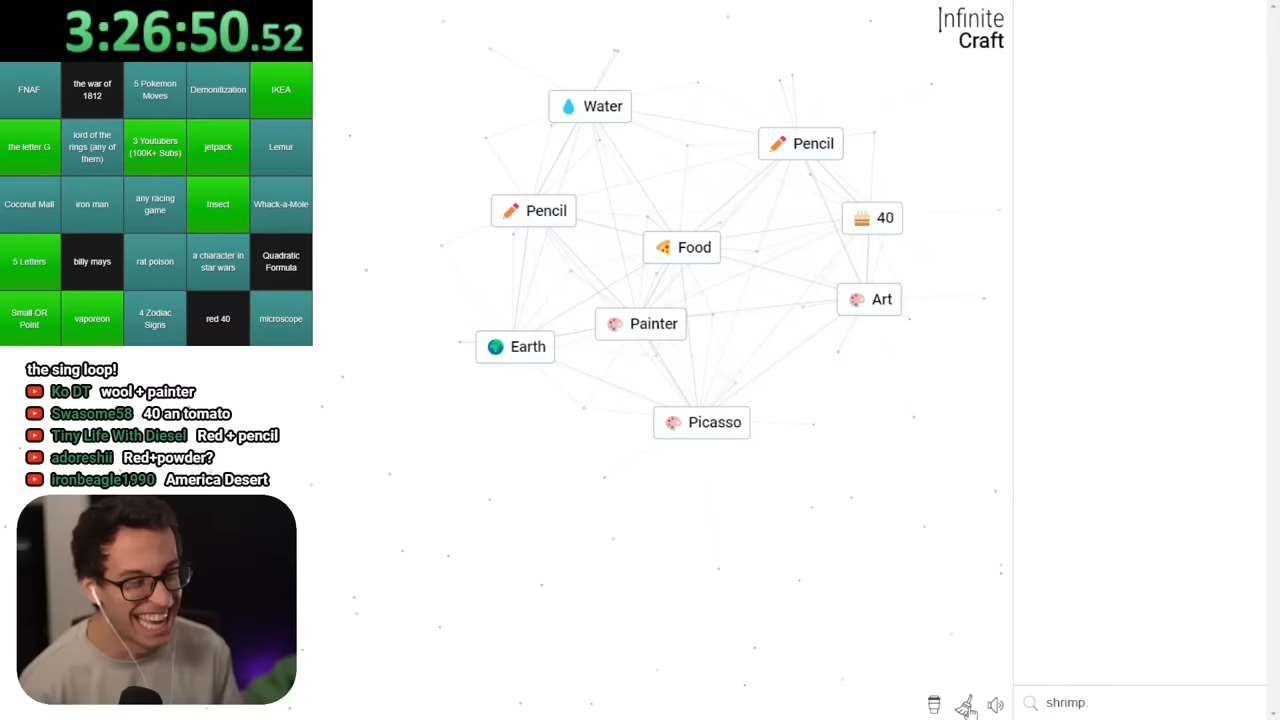 3:26:50.52
FNAF
the war of
1812
5 Pokemon
Moves
Demonitization
IKEA
the letter G
lord of the
rings (any of
them)
3 Youtubers
(100K+ Subs)
jetpack
Lemur
Coconut Mall
iron man
any racing
game
Insect
Whack-a-Mole
5 Letters
billy mays
rat poison
a character in
star wars
Quadratic
Formula
Small OR
Point
vaporeon
4 Zodiac
Signs
red 40
microscope
the sing loop!
Ko DT wool + painter
Swasome58 40 an tomato
Tiny Life With Diesel Red + pencil
adoreshii Red+powder?
ironbeagle1990 America Desert
Infinite
Craft
Water
Pencil
Pencil
40
Food
Art
Painter
Earth
Picasso
shrimp.